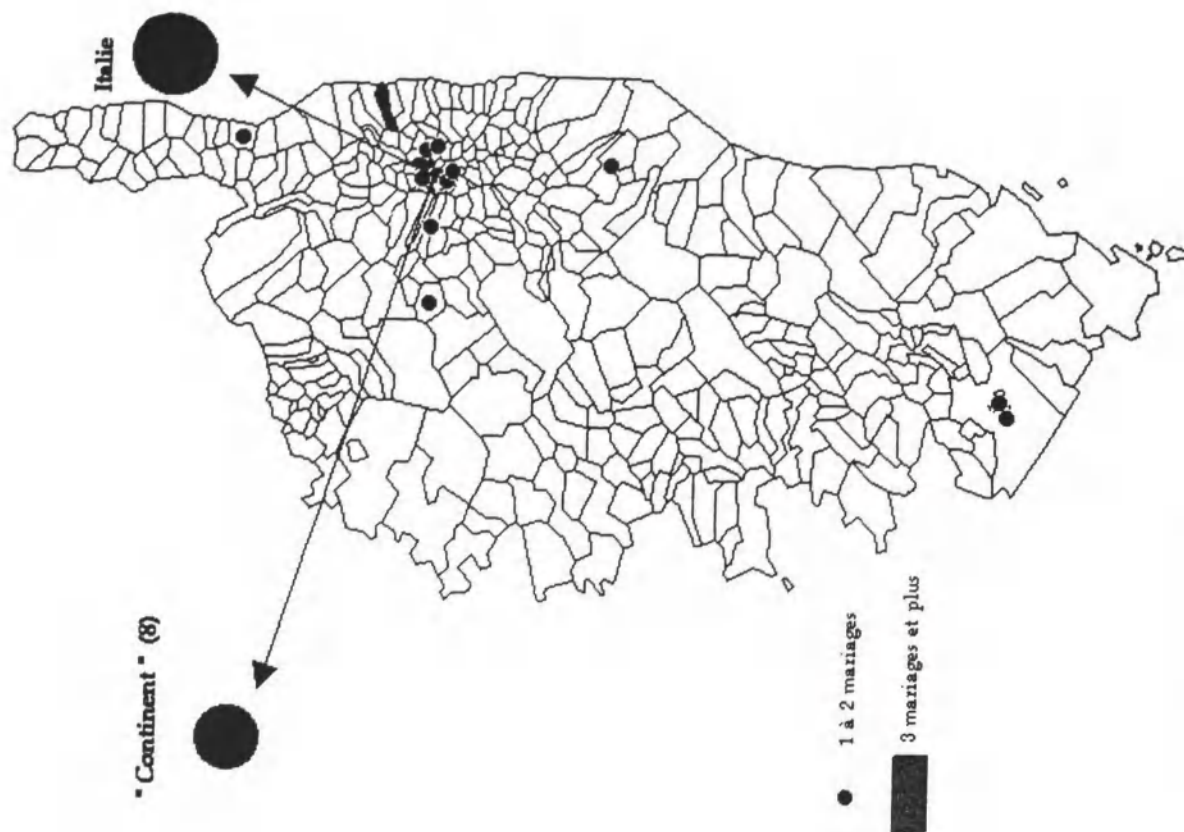 Italie
"Continent" (8)
1 à 2 mariages
3 mariages et plus